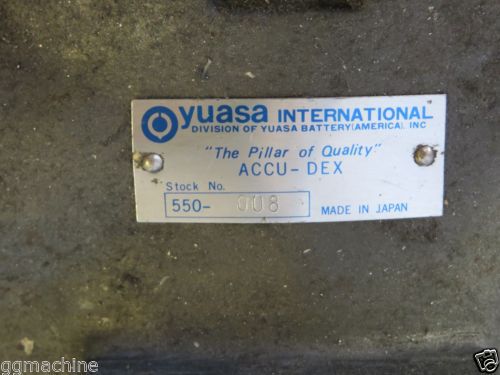 yuasa INTERNATIONAL
DIVISION OF YUASA BATTERY(AMERICA), INC
"The Pillar of Quality"
ACCU-DEX
Stock No.
550- 008
MADE IN JAPAN
ggmachine